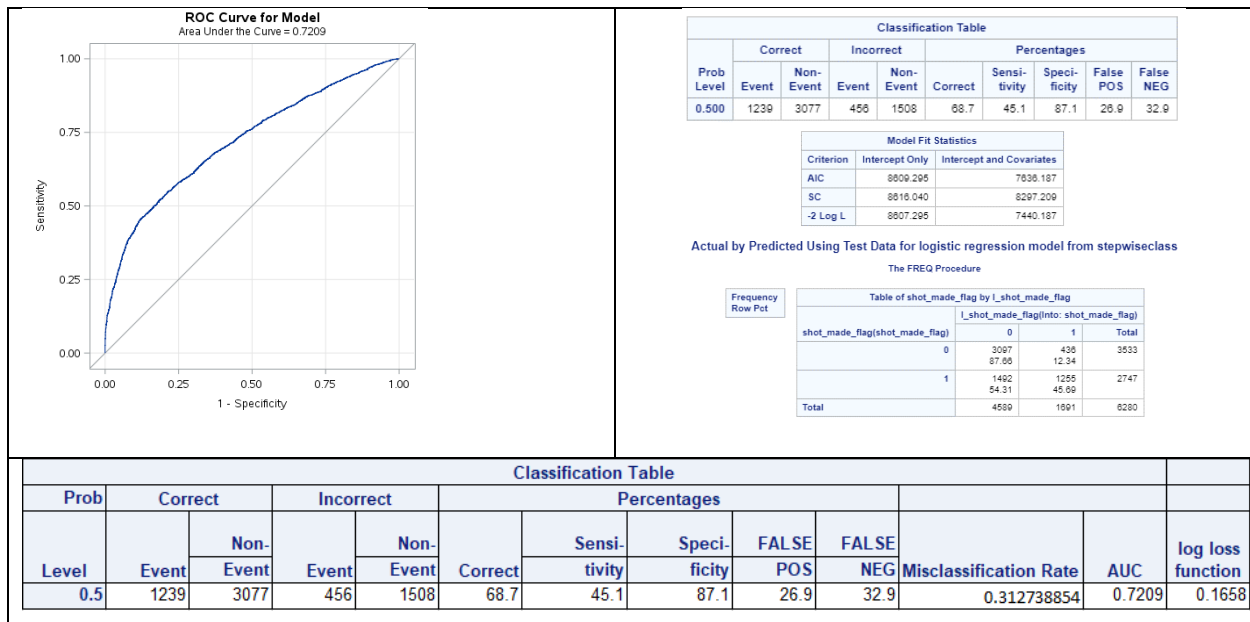 ROC Curve for Model
Area Under the Curve = 0.7209
1.00
0.75
0.50
0.25
0.00
Sensitivity
0.00 0.25 0.50 0.75 1.00
1 - Specificity
Classification Table
Correct Incorrect Percentages
Prob Level Event Non-Event Event Non-Event Correct Sensi-tivity Speci-ficity False POS False NEG
0.500 1239 3077 456 1508 68.7 45.1 87.1 26.9 32.9
Model Fit Statistics
Criterion Intercept Only Intercept and Covariates
AIC 8609.295 7636.187
SC 8616.040 8297.209
-2 Log L 8607.295 7440.187
Actual by Predicted Using Test Data for logistic regression model from stepwiseclass
The FREQ Procedure
Frequency
Row Pct
Table of shot_made_flag by I_shot_made_flag
I_shot_made_flag(Into: shot_made_flag)
shot_made_flag(shot_made_flag) 0 1 Total
0 3097 436 3533
87.66 12.34
1 1492 1255 2747
54.31 45.69
Total 4589 1691 6280
Classification Table
Prob Correct Incorrect Percentages
Non- Non- Sensi- Speci- FALSE FALSE log loss
Level Event Event Event Event Correct tivity ficity POS NEG Misclassification Rate AUC function
0.5 1239 3077 456 1508 68.7 45.1 87.1 26.9 32.9 0.312738854 0.7209 0.1658